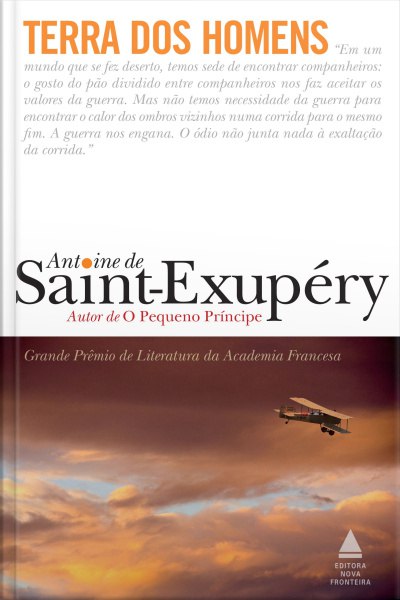 TERRA DOS HOMENS “Em um
mundo que se fez deserto, temos sede de encontrar companheiros:
o gosto do pão dividido entre companheiros nos faz aceitar os
valores da guerra. Mas não temos necessidade da guerra para
encontrar o calor dos ombros vizinhos numa corrida para o mesmo
fim. A guerra nos engana. O ódio não junta nada à exaltação
da corrida.”
Antoine de
Saint-Exupéry
Autor de O Pequeno Príncipe
Grande Prêmio de Literatura da Academia Francesa
EDITORA
NOVA
FRONTEIRA